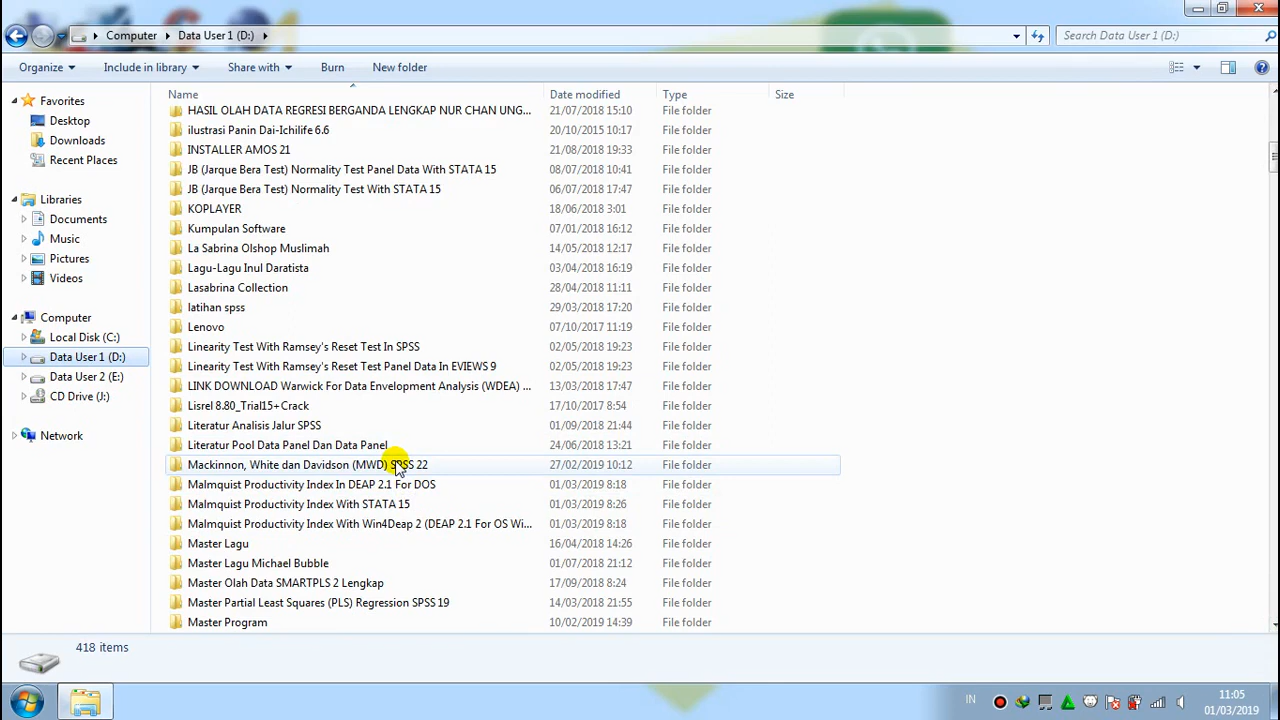 Computer Data User 1 (D:) Search Data User 1 (D:)
Organize Include in library Share with Burn New folder
Favorites
Desktop
Downloads
Recent Places
Libraries
Documents
Music
Pictures
Videos
Computer
Local Disk (C:)
Data User 1 (D:)
Data User 2 (E:)
CD Drive (J:)
Network
Name Date modified Type Size
HASIL OLAH DATA REGRESI BERGANDA LENGKAP NUR CHAN UNG... 21/07/2018 15:10 File folder
ilustrasi Panin Dai-Ichilife 6.6 20/10/2015 10:17 File folder
INSTALLER AMOS 21 21/08/2018 19:33 File folder
JB (Jarque Bera Test) Normality Test Panel Data With STATA 15 08/07/2018 10:41 File folder
JB (Jarque Bera Test) Normality Test With STATA 15 06/07/2018 17:47 File folder
KOPLAYER 18/06/2018 3:01 File folder
Kumpulan Software 07/01/2018 16:12 File folder
La Sabrina Olshop Muslimah 14/05/2018 12:17 File folder
Lagu-Lagu Inul Daratista 03/04/2018 16:19 File folder
Lasabrina Collection 28/04/2018 11:11 File folder
latihan spss 29/03/2018 17:20 File folder
Lenovo 07/10/2017 11:19 File folder
Linearity Test With Ramsey's Reset Test In SPSS 02/05/2018 19:23 File folder
Linearity Test With Ramsey's Reset Test Panel Data In EVIEWS 9 02/05/2018 19:23 File folder
LINK DOWNLOAD Warwick For Data Envelopment Analysis (WDEA) ... 13/03/2018 17:47 File folder
Lisrel 8.80_Trial15+Crack 17/10/2017 8:54 File folder
Literatur Analisis Jalur SPSS 01/09/2018 21:44 File folder
Literatur Pool Data Panel Dan Data Panel 24/06/2018 13:21 File folder
Mackinnon, White dan Davidson (MWD) SPSS 22 27/02/2019 10:12 File folder
Malmquist Productivity Index In DEAP 2.1 For DOS 01/03/2019 8:18 File folder
Malmquist Productivity Index With STATA 15 01/03/2019 8:26 File folder
Malmquist Productivity Index With Win4Deap 2 (DEAP 2.1 For OS Wi... 01/03/2019 8:18 File folder
Master Lagu 16/04/2018 14:26 File folder
Master Lagu Michael Bubble 01/07/2018 21:12 File folder
Master Olah Data SMARTPLS 2 Lengkap 17/09/2018 8:24 File folder
Master Partial Least Squares (PLS) Regression SPSS 19 14/03/2018 21:55 File folder
Master Program 10/02/2019 14:39 File folder
418 items
IN 11:05
01/03/2019